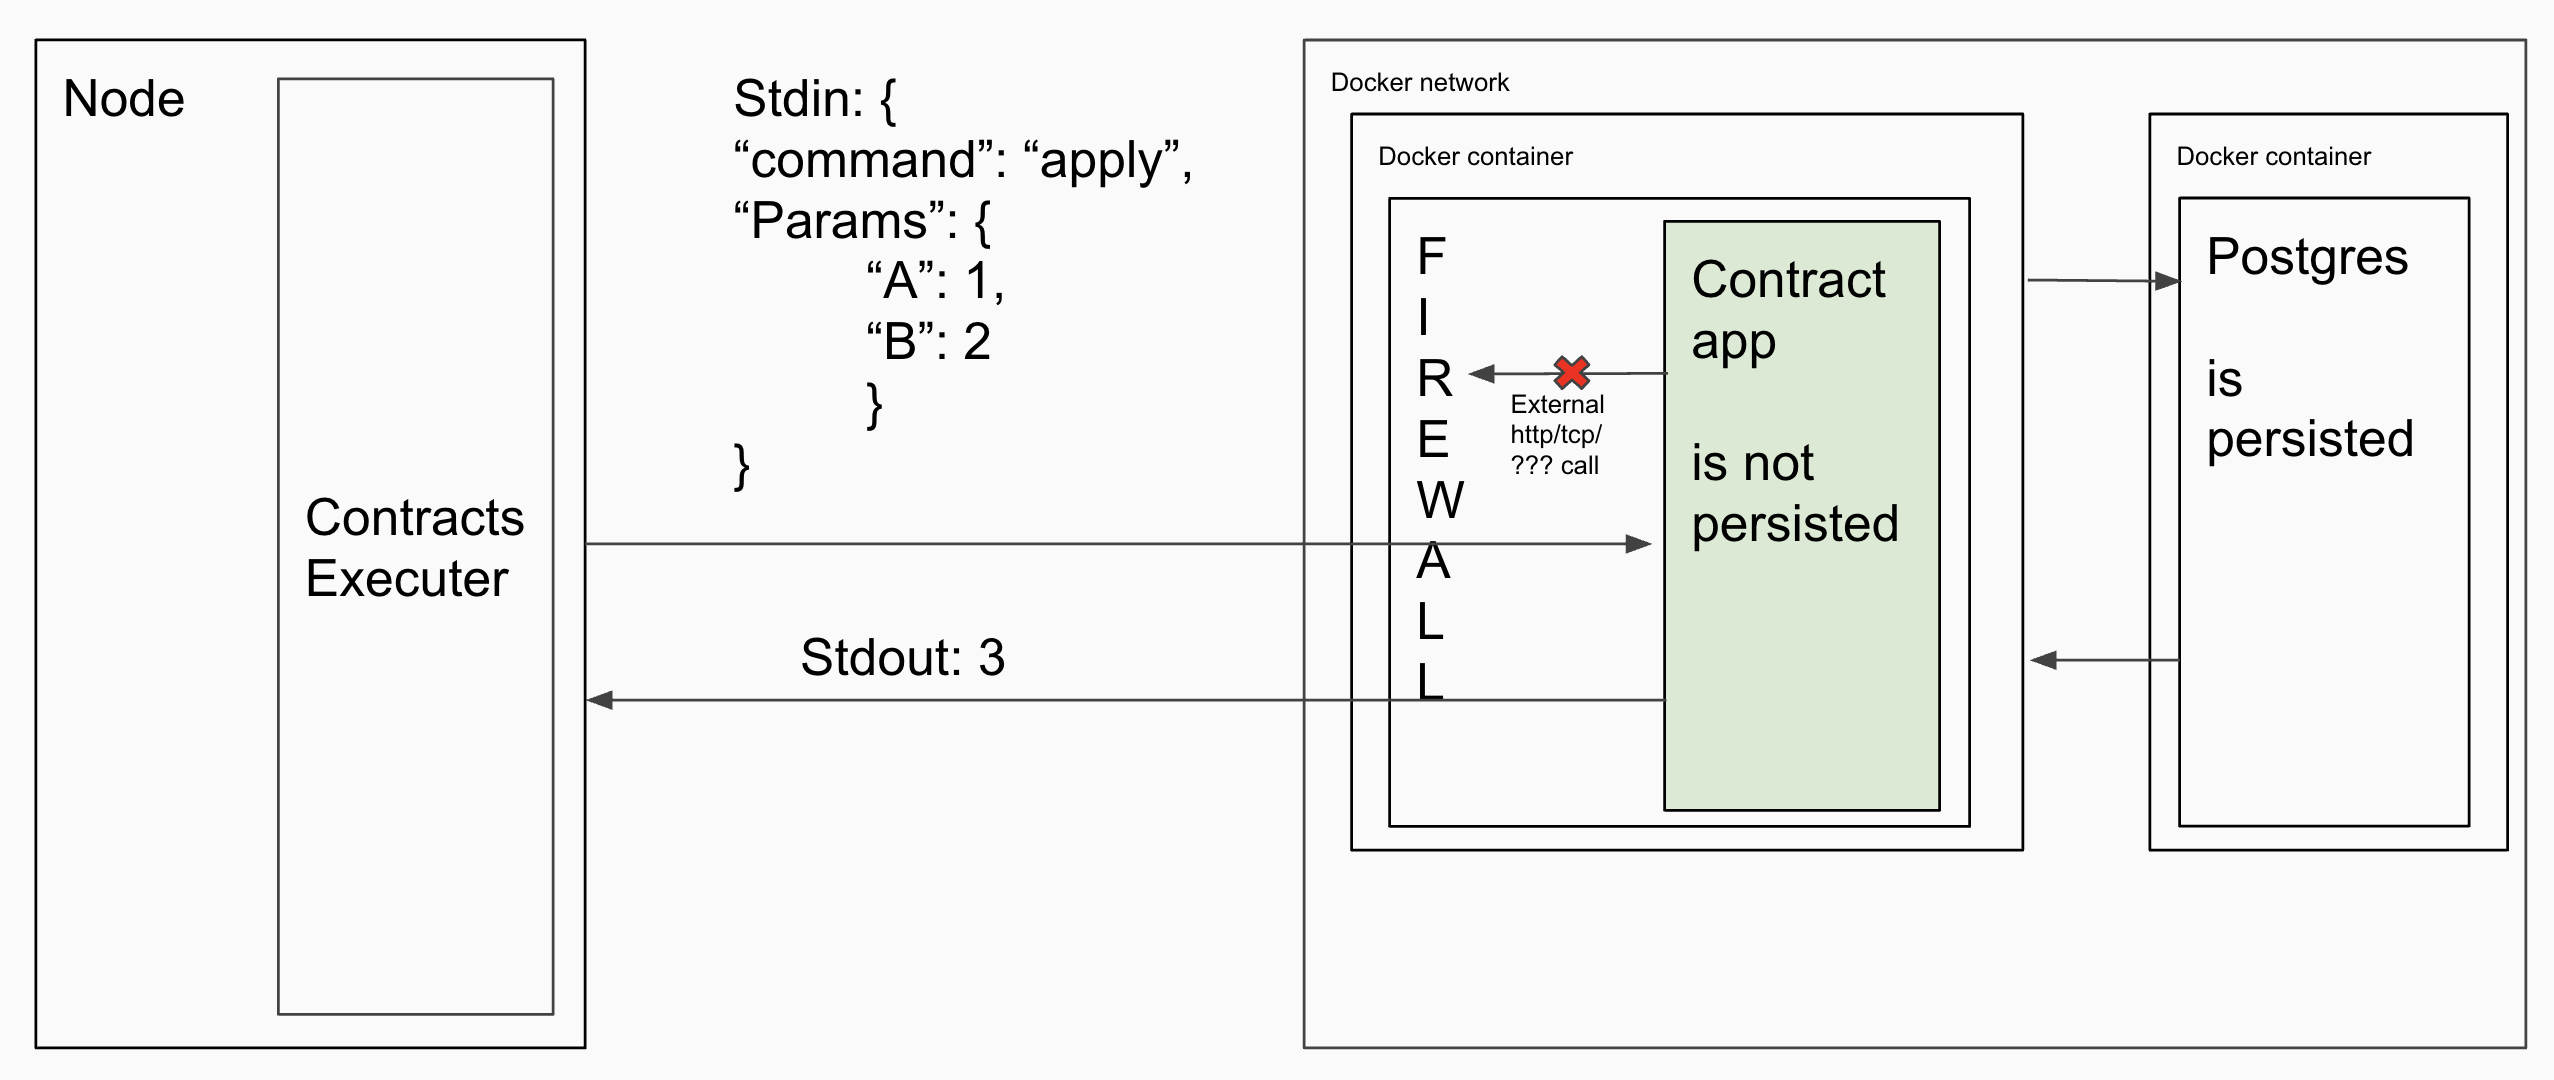 Node
Contracts
Executer
Stdin: {
“command”: “apply”,
“Params”: {
“A”: 1,
“B”: 2
}
}
Stdout: 3
Docker network
Docker container
F
I
R
E
W
A
L
L
External
http/tcp/
??? call
Contract
app
is not
persisted
Docker container
Postgres
is
persisted